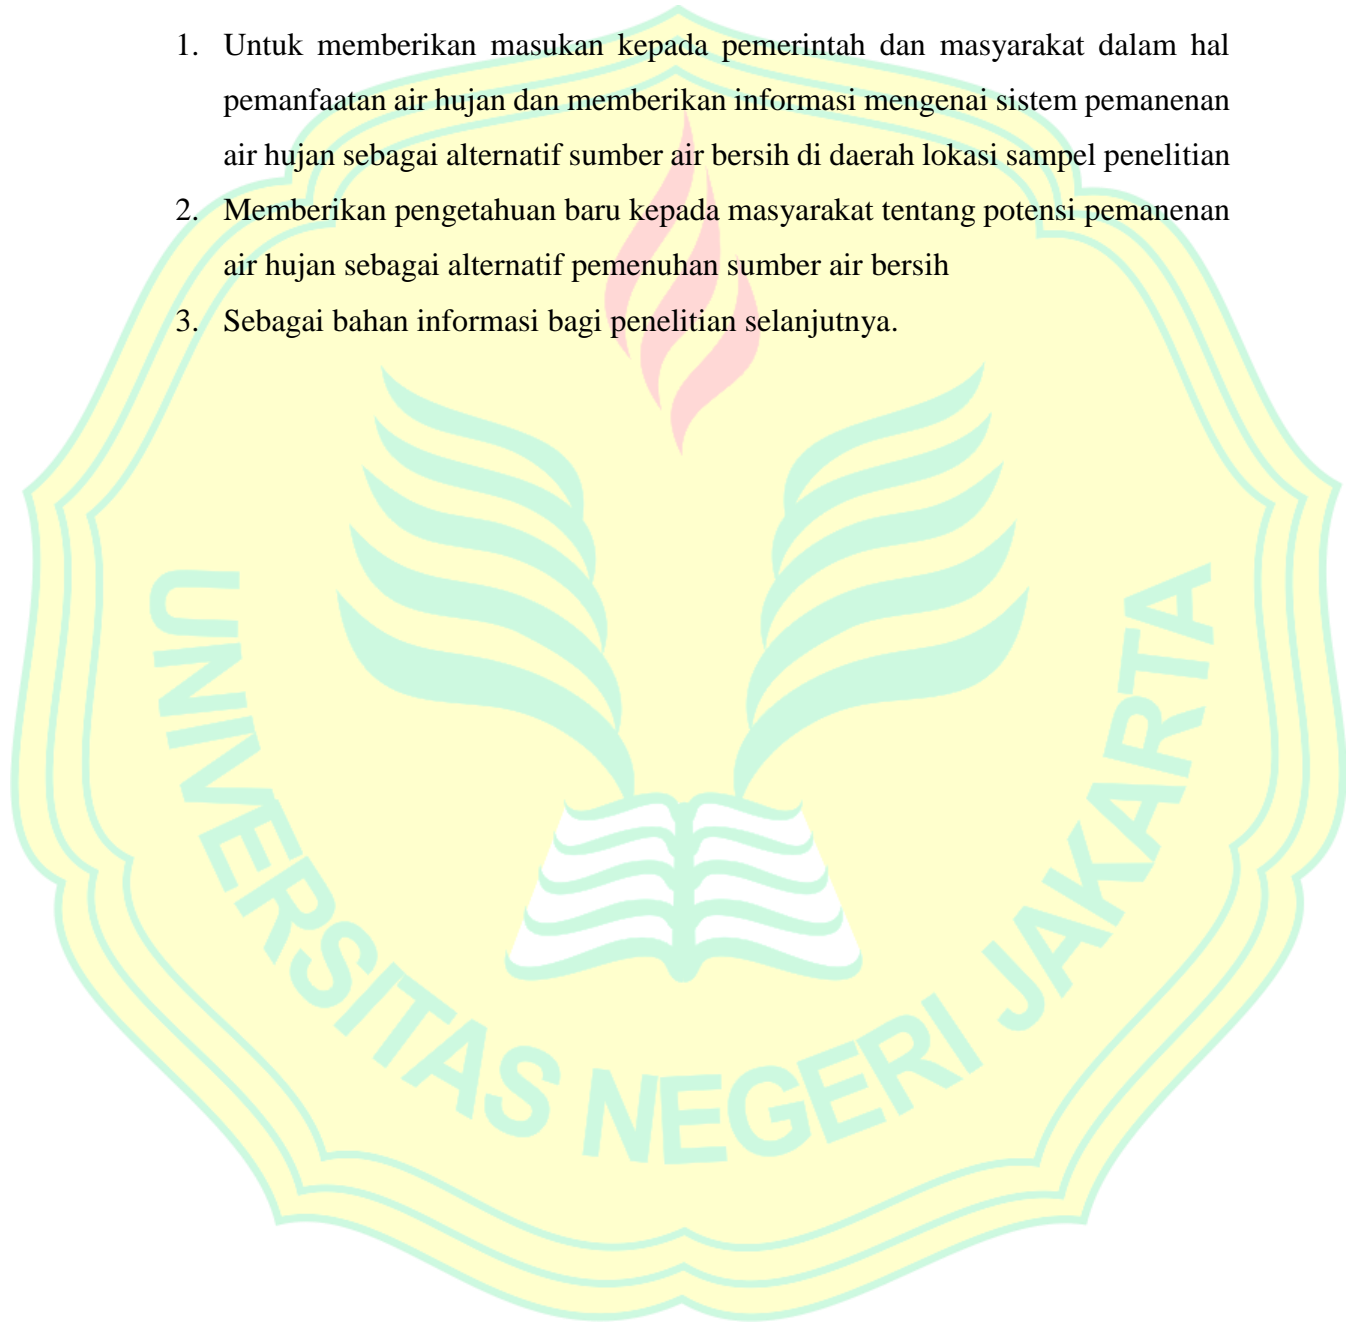 1. Untuk memberikan masukan kepada pemerintah dan masyarakat dalam hal
pemanfaatan air hujan dan memberikan informasi mengenai sistem pemanenan
air hujan sebagai alternatif sumber air bersih di daerah lokasi sampel penelitian
2. Memberikan pengetahuan baru kepada masyarakat tentang potensi pemanenan
air hujan sebagai alternatif pemenuhan sumber air bersih
3. Sebagai bahan informasi bagi penelitian selanjutnya.
UNIVERSITAS NEGERI JAKARTA